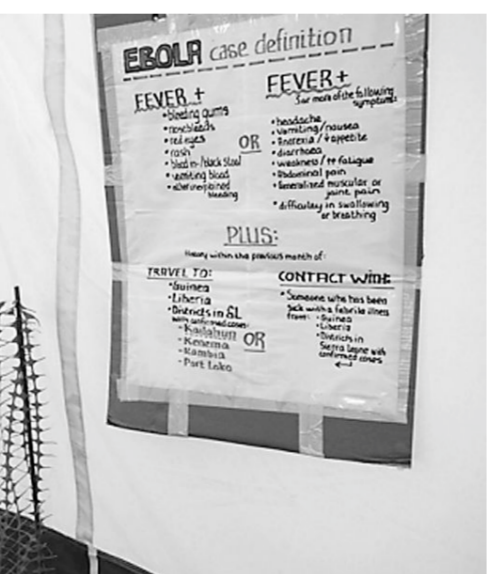 EBOLA case definition
FEVER +
• bleeding gums
• nosebleeds
• red eyes
• rash
• blood in/black stool
• vomiting blood
• other unexplained
bleeding
OR
FEVER +
3 or more of the following
symptoms
• headache
• vomiting/nausea
• Anorexia/↓appetite
• diarrhoea
• weakness/↑↑ fatigue
• Abdominal pain
• Generalized muscular or
joint pain
• difficulty in swallowing
or breathing
PLUS:
History within the previous month of:
TRAVEL TO:
• Guinea
• Liberia
• Districts in SL
with confirmed cases:
- Kailahun
- Kenema
- Kambia
- Port Loko
OR
CONTACT WITH:
• Someone who has been
sick with a febrile illness
from:
• Guinea
• Liberia
• Districts in
Sierra Leone with
confirmed cases